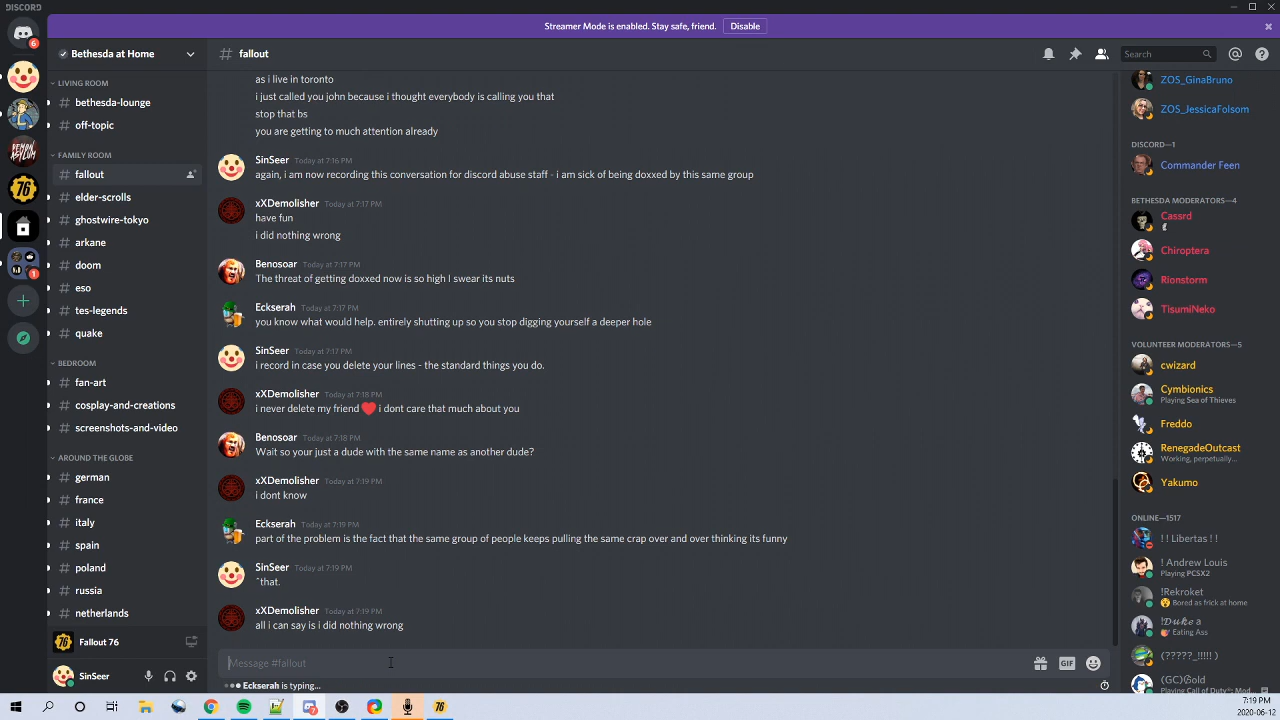 DISCORD
Streamer Mode is enabled. Stay safe, friend. Disable
6
Bethesda at Home
LIVING ROOM
bethesda-lounge
off-topic
FAMILY ROOM
fallout
elder-scrolls
ghostwire-tokyo
arkane
doom
eso
tes-legends
quake
BEDROOM
fan-art
cosplay-and-creations
screenshots-and-video
AROUND THE GLOBE
german
france
italy
spain
poland
russia
netherlands
Fallout 76
SinSeer
76
1
# fallout
Search
as i live in toronto
i just called you john because i thought everybody is calling you that
stop that bs
you are getting to much attention already
SinSeer Today at 7:16 PM
again, i am now recording this conversation for discord abuse staff - i am sick of being doxxed by this same group
xXDemolisher Today at 7:17 PM
have fun
i did nothing wrong
Benosoar Today at 7:17 PM
The threat of getting doxxed now is so high I swear its nuts
Eckserah Today at 7:17 PM
you know what would help. entirely shutting up so you stop digging yourself a deeper hole
SinSeer Today at 7:17 PM
i record in case you delete your lines - the standard things you do.
xXDemolisher Today at 7:18 PM
i never delete my friend ❤ i dont care that much about you
Benosoar Today at 7:18 PM
Wait so your just a dude with the same name as another dude?
xXDemolisher Today at 7:19 PM
i dont know
Eckserah Today at 7:19 PM
part of the problem is the fact that the same group of people keeps pulling the same crap over and over thinking its funny
SinSeer Today at 7:19 PM
^that.
xXDemolisher Today at 7:19 PM
all i can say is i did nothing wrong
Message #fallout
GIF
Eckserah is typing...
ZOS_GinaBruno
ZOS_JessicaFolsom
DISCORD—1
Commander Feen
BETHESDA MODERATORS—4
Cassrd
Chiroptera
Rionstorm
TisumiNeko
VOLUNTEER MODERATORS—5
cwizard
Cymbionics
Playing Sea of Thieves
Freddo
RenegadeOutcast
Working, perpetually...
Yakumo
ONLINE—1517
! ! Libertas ! !
! Andrew Louis
Playing PCSX2
!Rekroket
Bored as frick at home
!𝓓𝓾𝓴𝓮 a
Eating Ass
(?????_!!!!! )
Playing Call of Duty®: Mod...
7:19 PM
2020-06-12